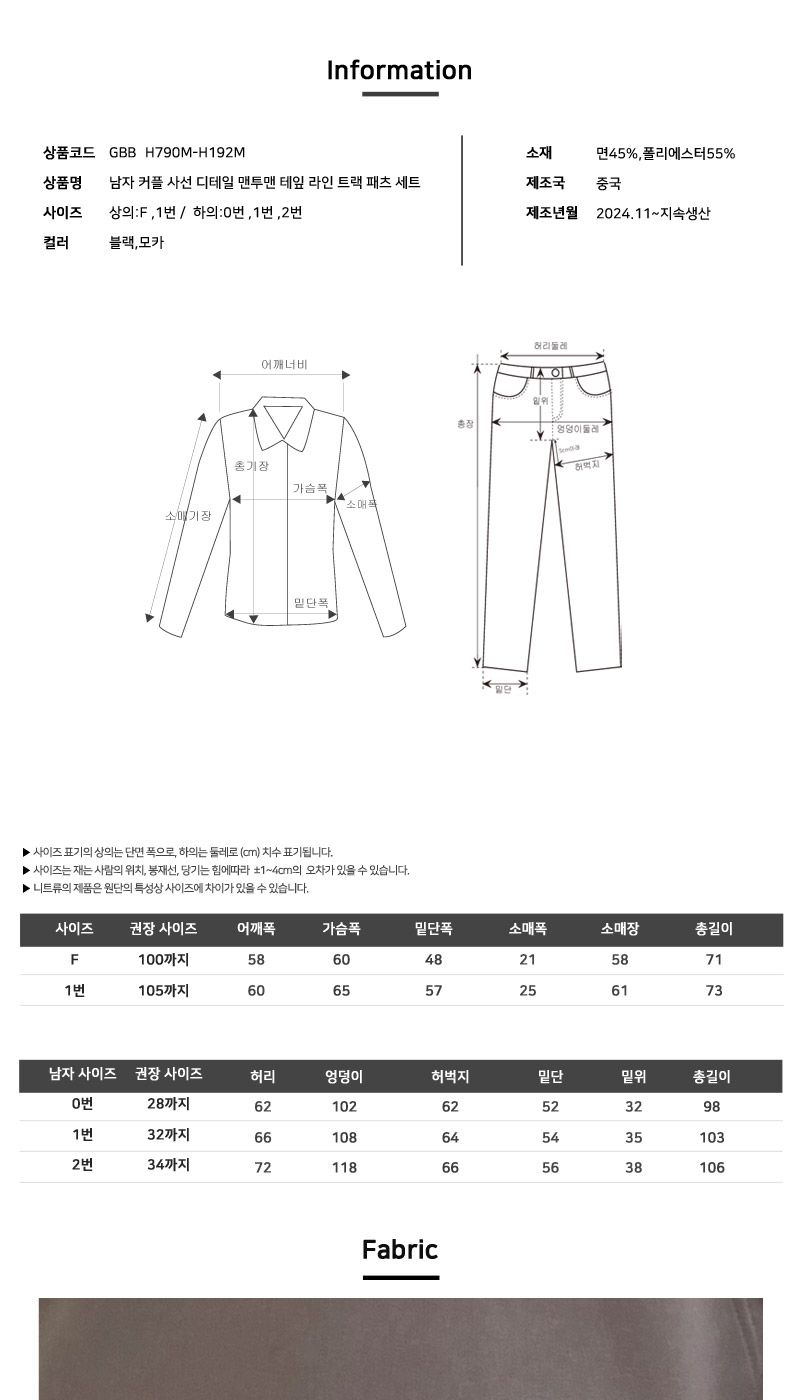 Information
상품코드 GBB H790M-H192M
상품명 남자 커플 사선 디테일 맨투맨 테잎 라인 트랙 패츠 세트
사이즈 상의:F ,1번 / 하의:0번 ,1번 ,2번
컬러 블랙,모카
소재 면45%,폴리에스터55%
제조국 중국
제조년월 2024.11~지속생산
어깨너비
총기장
가슴폭
소매폭
소매기장
밑단폭
허리둘레
밑위
총장
엉덩이둘레
허벅지
밑단
▶ 사이즈 표기의 상의는 단면 폭으로, 하의는 둘레로 (cm) 치수 표기됩니다.
▶ 사이즈는 재는 사람의 위치, 봉재선, 당기는 힘에따라 ±1~4cm의 오차가 있을 수 있습니다.
▶ 니트류의 제품은 원단의 특성상 사이즈에 차이가 있을 수 있습니다.
사이즈 권장 사이즈 어깨폭 가슴폭 밑단폭 소매폭 소매장 총길이
F 100까지 58 60 48 21 58 71
1번 105까지 60 65 57 25 61 73
남자 사이즈 권장 사이즈 허리 엉덩이 허벅지 밑단 밑위 총길이
0번 28까지 62 102 62 52 32 98
1번 32까지 66 108 64 54 35 103
2번 34까지 72 118 66 56 38 106
Fabric